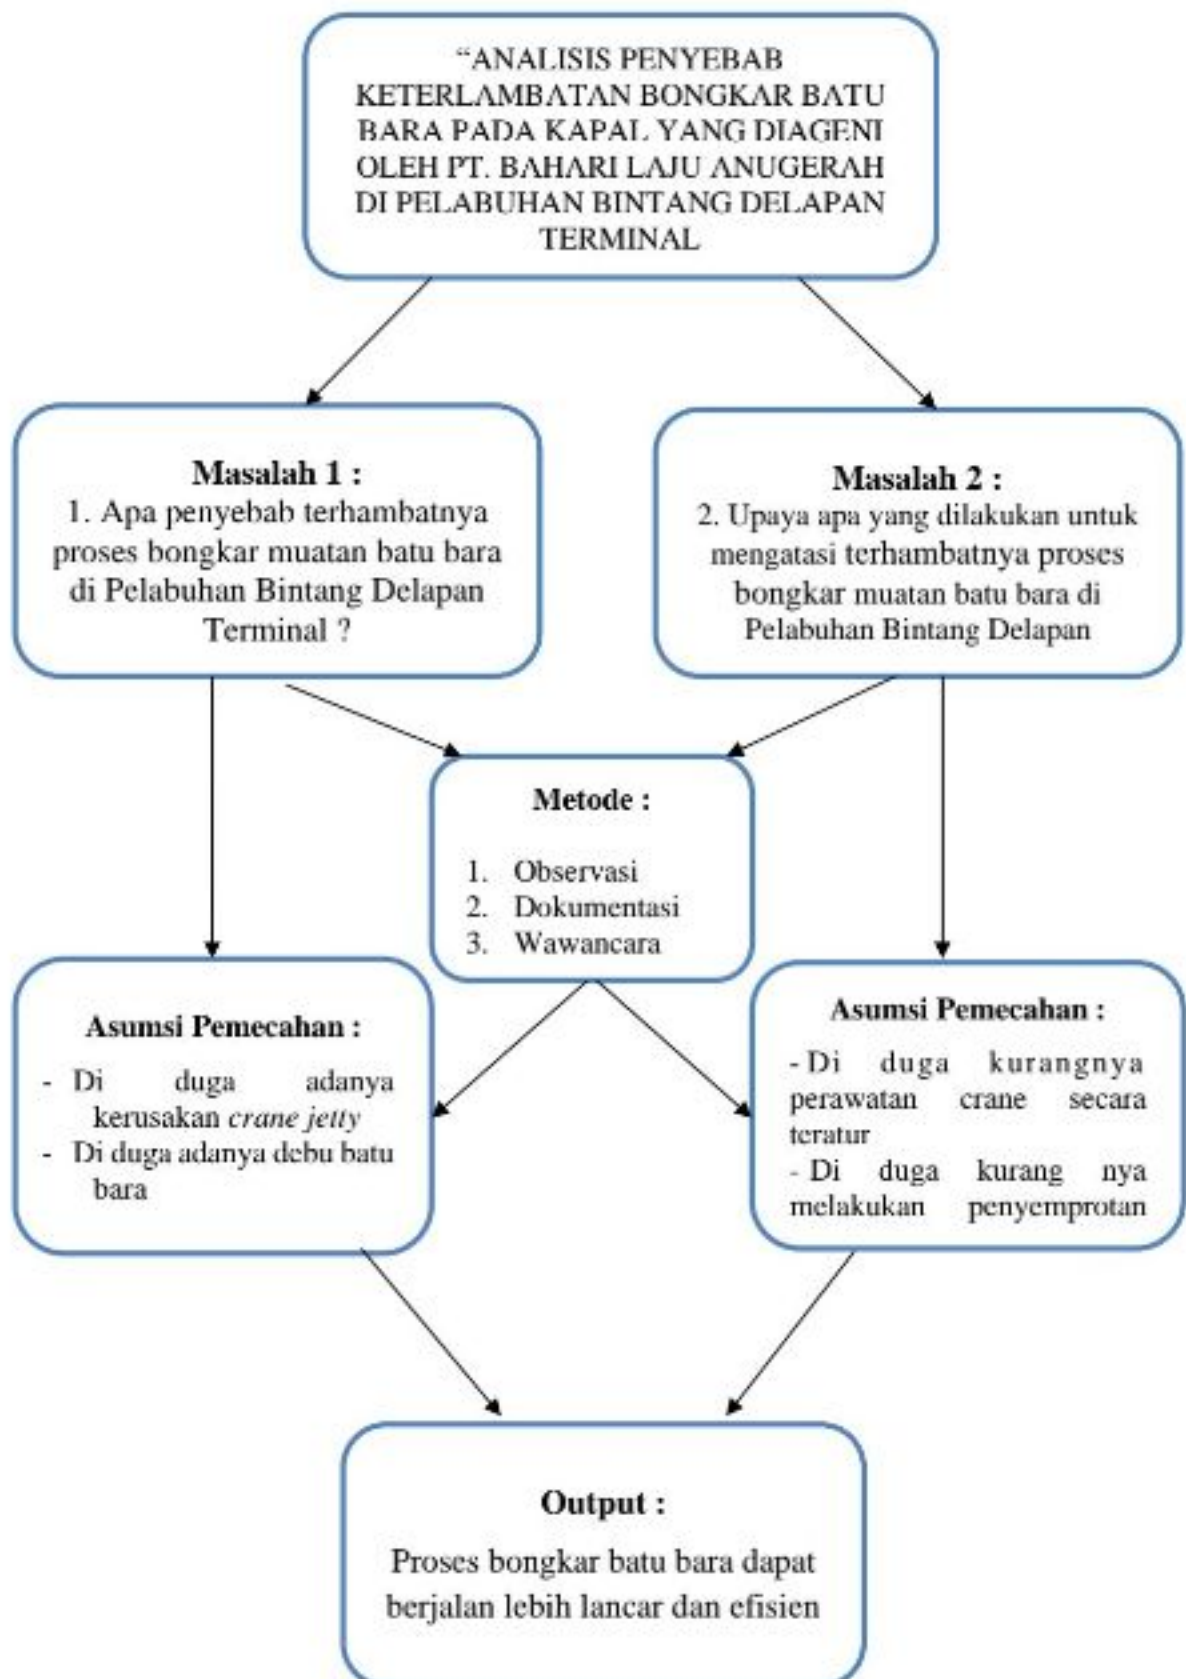 “ANALISIS PENYEBAB
KETERLAMBATAN BONGKAR BATU
BARA PADA KAPAL YANG DIAGENI
OLEH PT. BAHARI LAJU ANUGERAH
DI PELABUHAN BINTANG DELAPAN
TERMINAL
Masalah 1 :
1. Apa penyebab terhambatnya
proses bongkar muatan batu bara
di Pelabuhan Bintang Delapan
Terminal ?
Masalah 2 :
2. Upaya apa yang dilakukan untuk
mengatasi terhambatnya proses
bongkar muatan batu bara di
Pelabuhan Bintang Delapan
Metode :
1. Observasi
2. Dokumentasi
3. Wawancara
Asumsi Pemecahan :
- Di duga adanya
kerusakan crane jetty
- Di duga adanya debu batu
bara
Asumsi Pemecahan :
- Di duga kurangnya
perawatan crane secara
teratur
- Di duga kurang nya
melakukan penyemprotan
Output :
Proses bongkar batu bara dapat
berjalan lebih lancar dan efisien